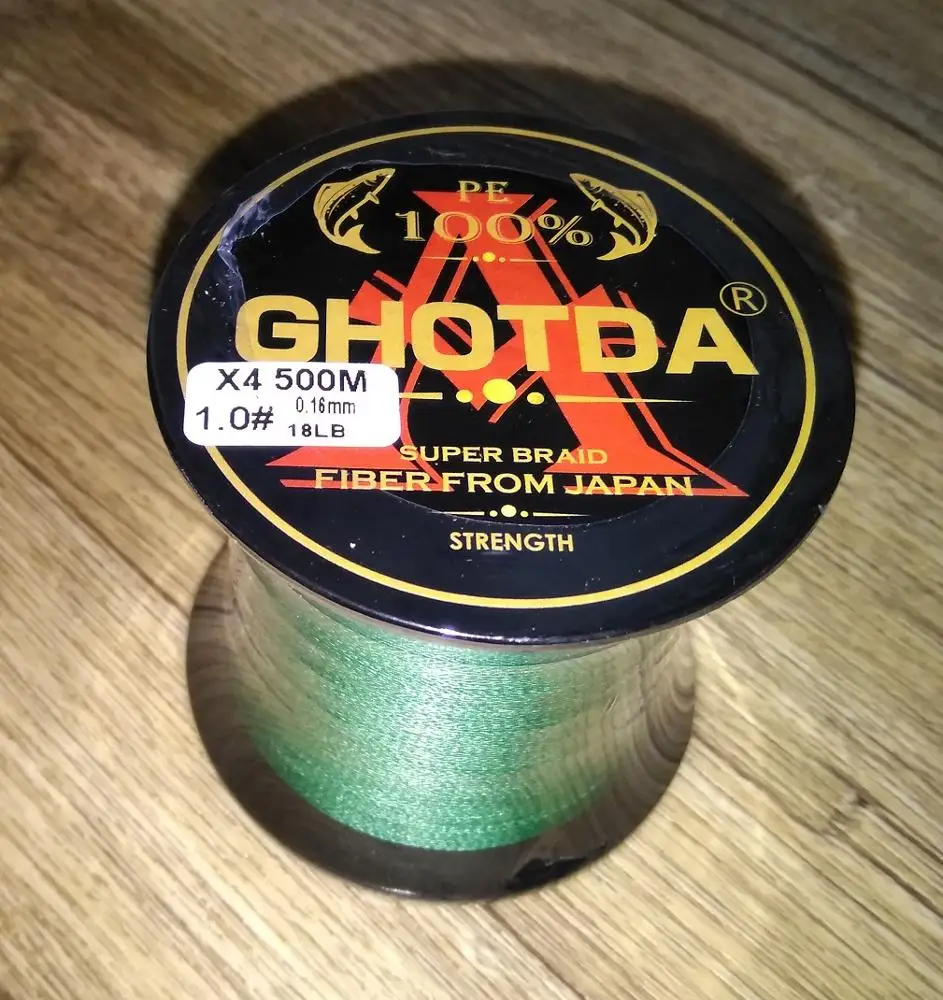 PE
100%
GHOTDA®
X4 500M
1.0# 0.16mm
18LB
SUPER BRAID
FIBER FROM JAPAN
STRENGTH